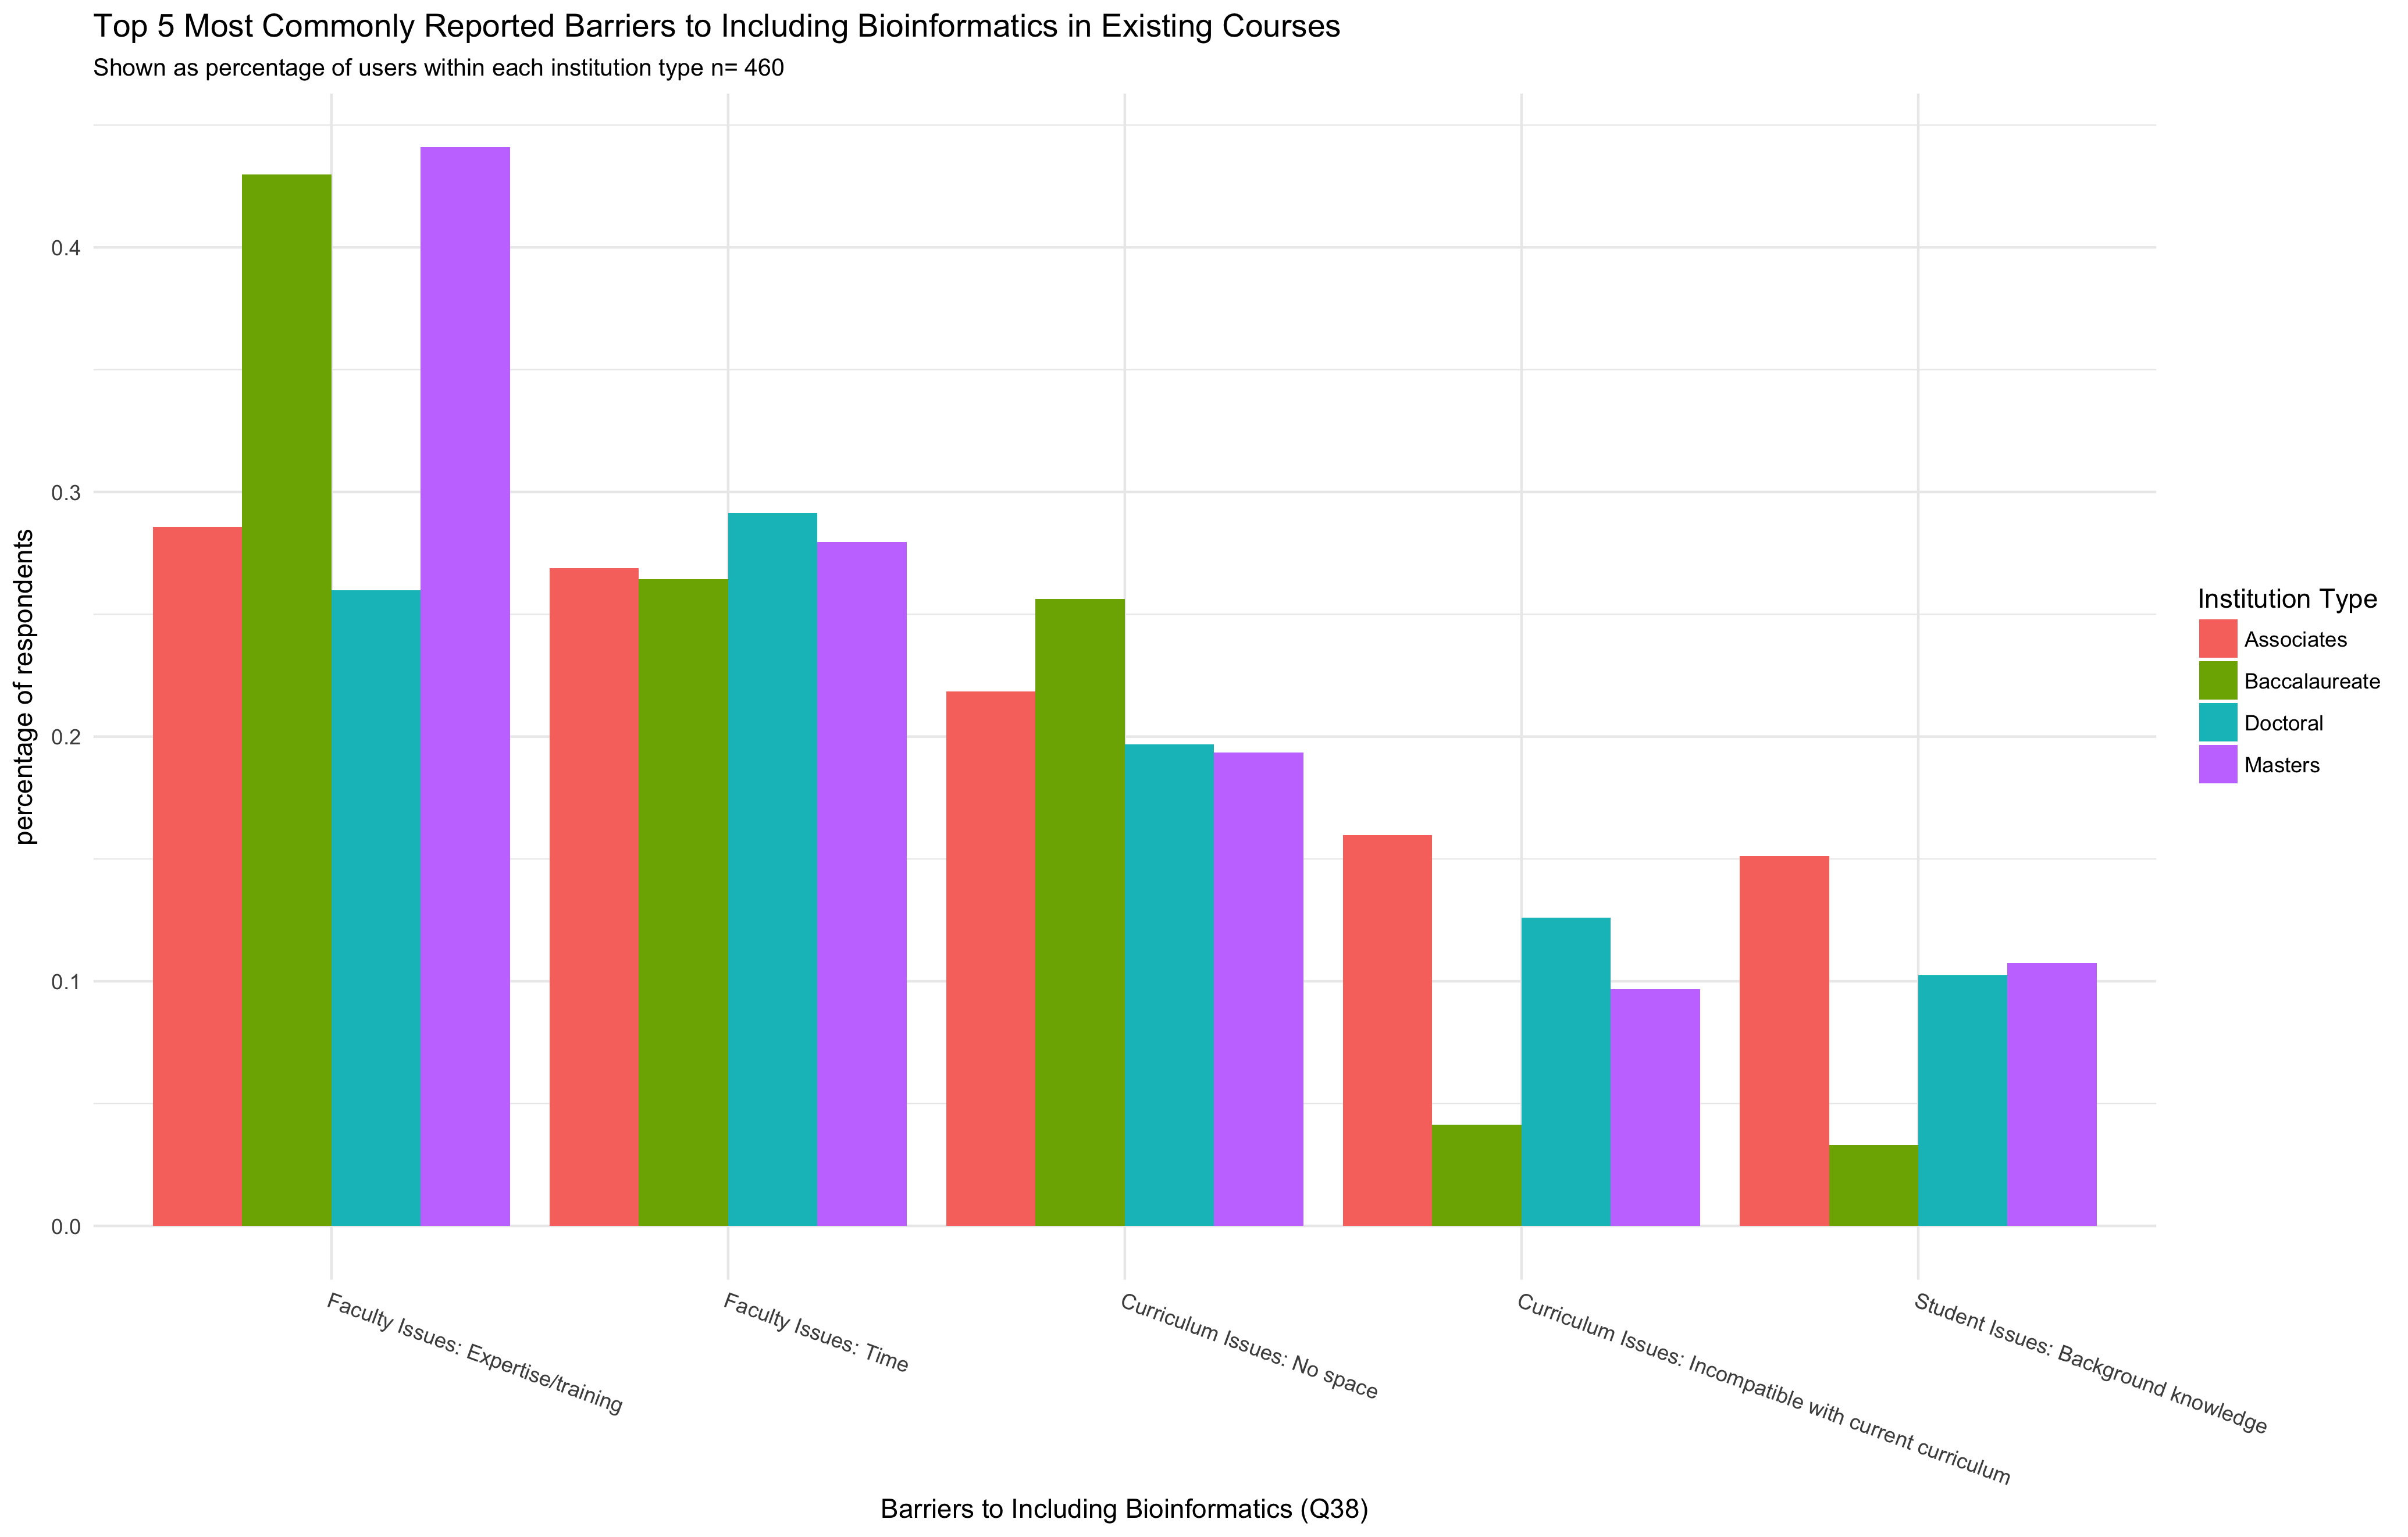 Top 5 Most Commonly Reported Barriers to Including Bioinformatics in Existing Courses
Shown as percentage of users within each institution type n= 460
percentage of respondents
0.4
0.3
0.2
0.1
0.0
Faculty Issues: Expertise/training
Faculty Issues: Time
Curriculum Issues: No space
Curriculum Issues: Incompatible with current curriculum
Student Issues: Background knowledge
Barriers to Including Bioinformatics (Q38)
Institution Type
Associates
Baccalaureate
Doctoral
Masters